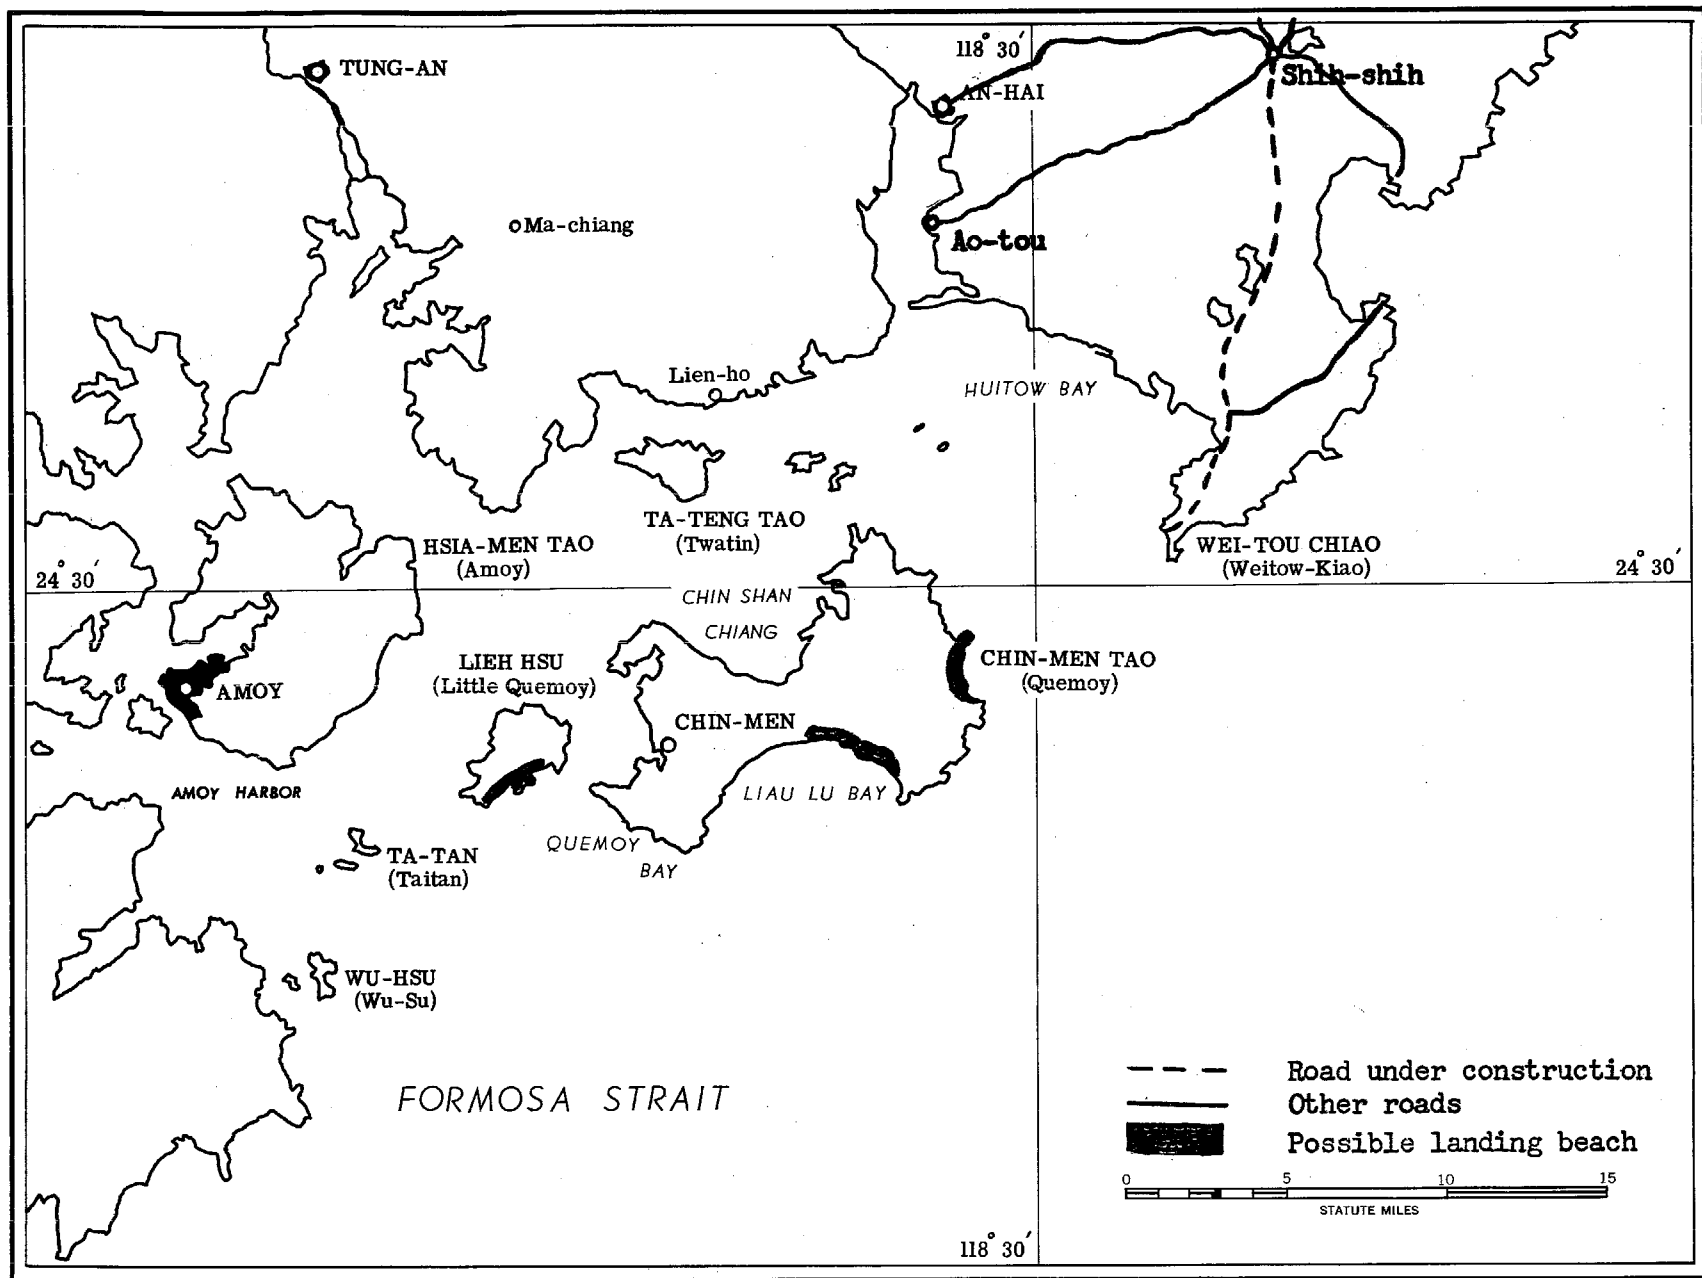 118° 30′
TUNG-AN
Shih-shih
AN-HAI
Ma-chiang
Ao-tou
Lien-ho
HUITOW BAY
TA-TENG TAO
(Twatin)
HSIA-MEN TAO
(Amoy)
WEI-TOU CHIAO
(Weitow-Kiao)
24° 30′
24° 30′
CHIN SHAN
CHIANG
LIEH HSU
(Little Quemoy)
CHIN-MEN TAO
(Quemoy)
AMOY
CHIN-MEN
AMOY HARBOR
LIAU LU BAY
QUEMOY
BAY
TA-TAN
(Taitan)
WU-HSU
(Wu-Su)
FORMOSA STRAIT
Road under construction
Other roads
Possible landing beach
0 5 10 15
STATUTE MILES
118° 30′